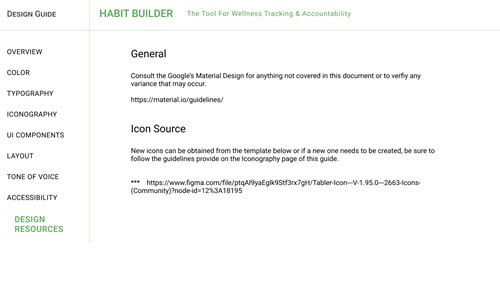 DESIGN GUIDE
HABIT BUILDER
The Tool For Wellness Tracking & Accountability
OVERVIEW
COLOR
TYPOGRAPHY
ICONOGRAPHY
UI COMPONENTS
LAYOUT
TONE OF VOICE
ACCESSIBILITY
DESIGN
RESOURCES
General
Consult the Google's Material Design for anything not covered in this document or to verfiy any
variance that may occur.
https://material.io/guidelines/
Icon Source
New icons can be obtained from the template below or if a new one needs to be created, be sure to
follow the guidelines provide on the Iconography page of this guide.
*** https://www.figma.com/file/ptqAl9yaEglk9Stf3rx7gH/Tabler-Icon---V-1.95.0---2663-Icons-
(Community)?node-id=12%3A18195